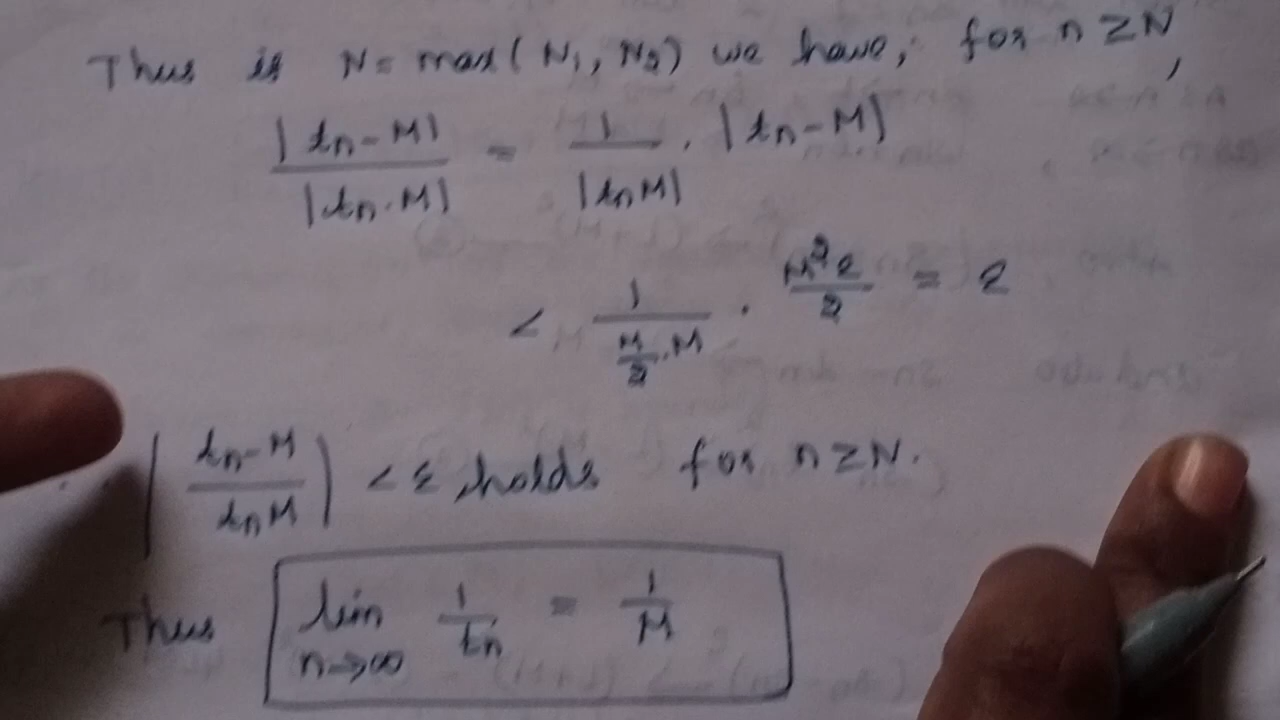 Thus is N = max(N₁, N₂) we have, for n ≥ N,
|tn - M| / |tn · M| = 1 / |tnM| · |tn - M|
< 1 / (M/2 · M) · M²ε / 2 = ε
|tn - M / tnM| < ε holds for n ≥ N.
Thus lim n→∞ 1/tn = 1/M